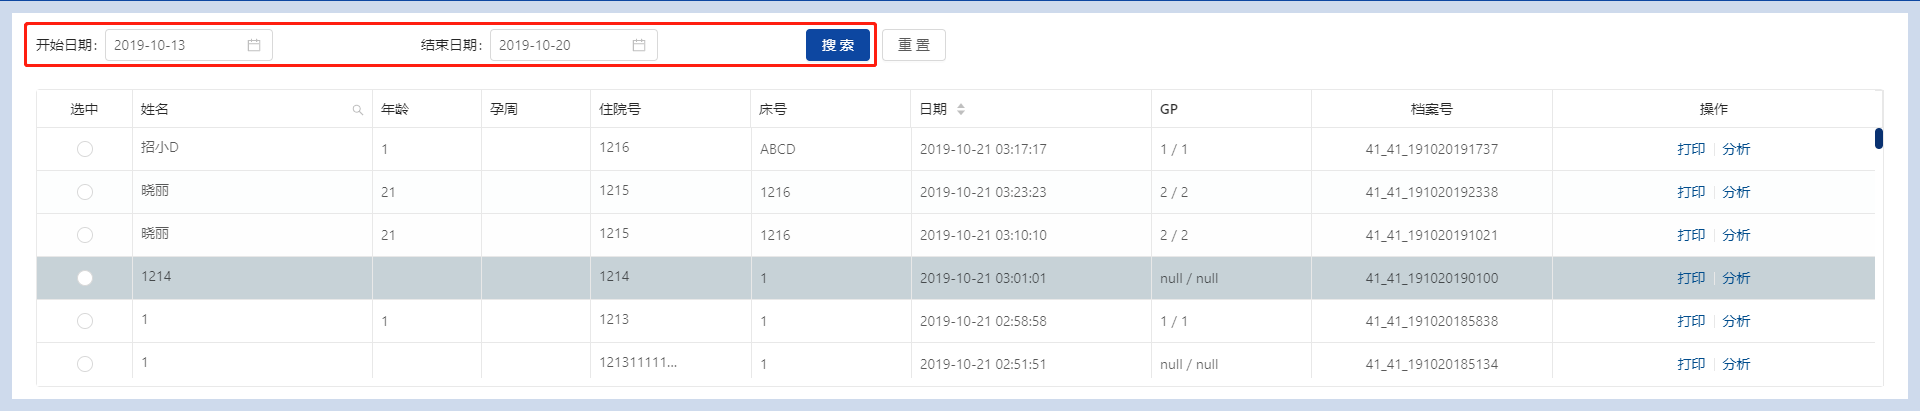 开始日期: 2019-10-13 结束日期: 2019-10-20 搜 索 重 置
选中 姓名 年龄 孕周 住院号 床号 日期 GP 档案号 操作
招小D 1 1216 ABCD 2019-10-21 03:17:17 1 / 1 41_41_191020191737 打印 分析
晓丽 21 1215 1216 2019-10-21 03:23:23 2 / 2 41_41_191020192338 打印 分析
晓丽 21 1215 1216 2019-10-21 03:10:10 2 / 2 41_41_191020191021 打印 分析
1214 1214 1 2019-10-21 03:01:01 null / null 41_41_191020190100 打印 分析
1 1 1213 1 2019-10-21 02:58:58 1 / 1 41_41_191020185838 打印 分析
1 121311111... 1 2019-10-21 02:51:51 null / null 41_41_191020185134 打印 分析